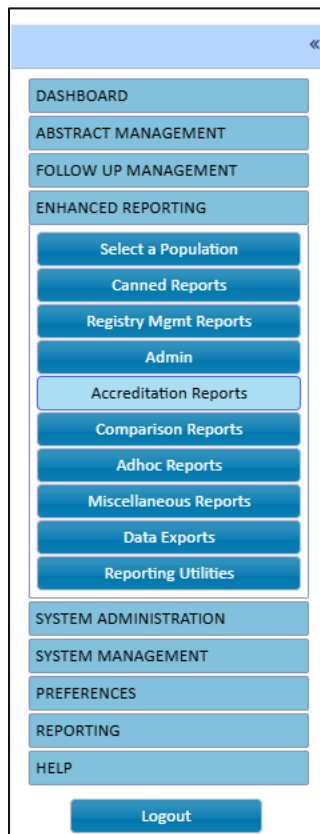 «
DASHBOARD
ABSTRACT MANAGEMENT
FOLLOW UP MANAGEMENT
ENHANCED REPORTING
Select a Population
Canned Reports
Registry Mgmt Reports
Admin
Accreditation Reports
Comparison Reports
Adhoc Reports
Miscellaneous Reports
Data Exports
Reporting Utilities
SYSTEM ADMINISTRATION
SYSTEM MANAGEMENT
PREFERENCES
REPORTING
HELP
Logout